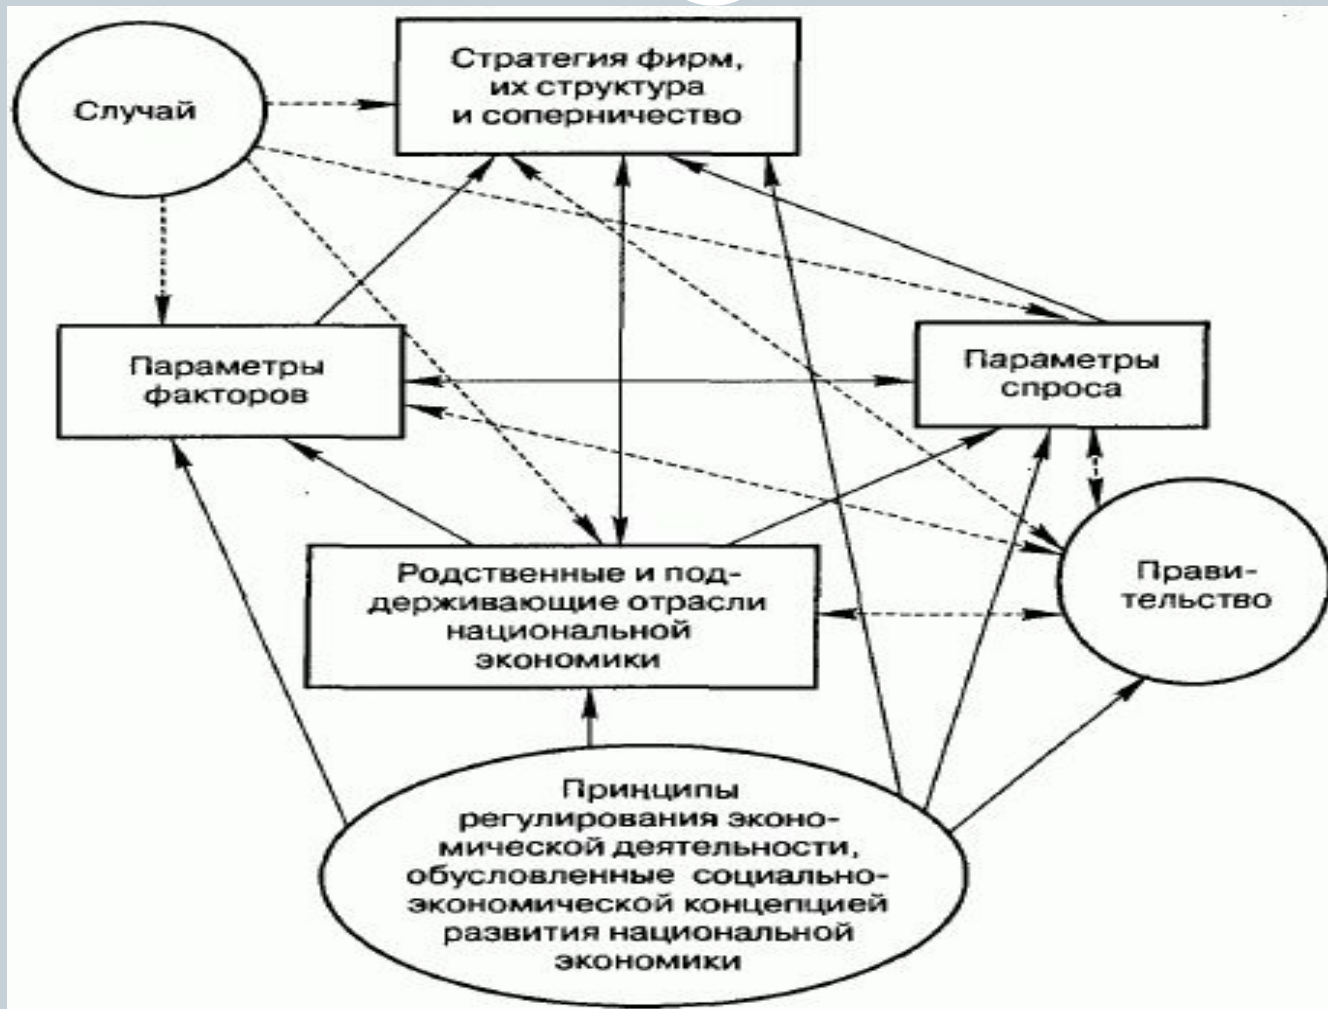 Случай
Стратегия фирм,
их структура
и соперничество
Параметры
факторов
Параметры
спроса
Родственные и под-
держивающие отрасли
национальной
экономики
Прави-
тельство
Принципы
регулирования эконо-
мической деятельности,
обусловленные социально-
экономической концепцией
развития национальной
экономики